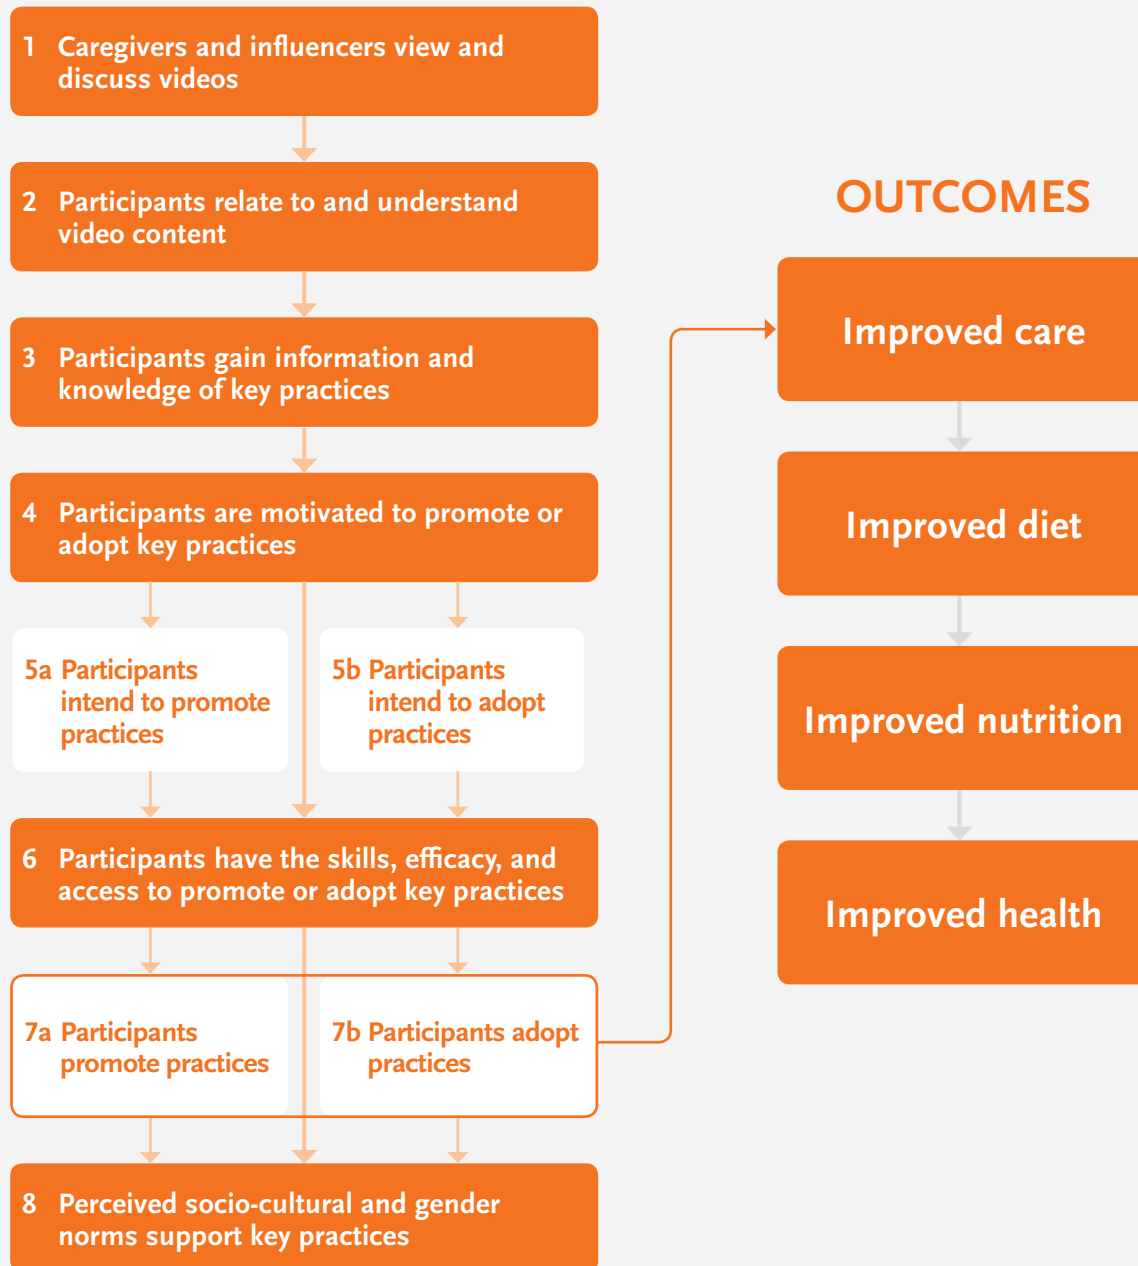 1 Caregivers and influencers view and
discuss videos
2 Participants relate to and understand
video content
3 Participants gain information and
knowledge of key practices
4 Participants are motivated to promote or
adopt key practices
5a Participants
intend to promote
practices
5b Participants
intend to adopt
practices
6 Participants have the skills, efficacy, and
access to promote or adopt key practices
7a Participants
promote practices
7b Participants adopt
practices
8 Perceived socio-cultural and gender
norms support key practices
OUTCOMES
Improved care
Improved diet
Improved nutrition
Improved health